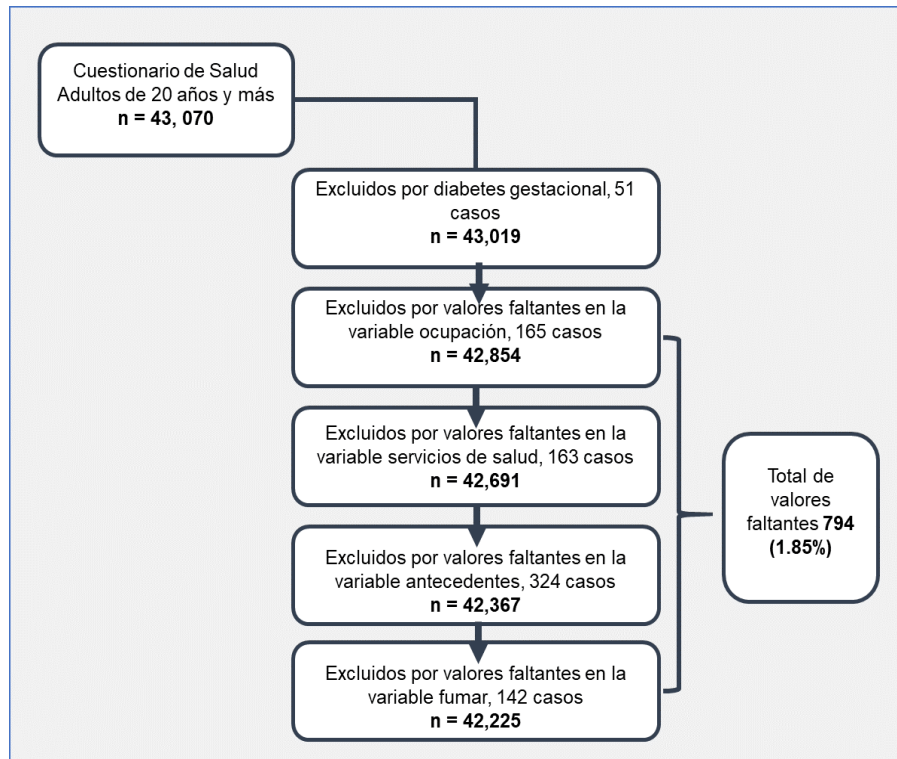 Cuestionario de Salud
Adultos de 20 años y más
n = 43, 070
Excluidos por diabetes gestacional, 51
casos
n = 43,019
Excluidos por valores faltantes en la
variable ocupación, 165 casos
n = 42,854
Excluidos por valores faltantes en la
variable servicios de salud, 163 casos
n = 42,691
Excluidos por valores faltantes en la
variable antecedentes, 324 casos
n = 42,367
Excluidos por valores faltantes en la
variable fumar, 142 casos
n = 42,225
Total de
valores
faltantes 794
(1.85%)